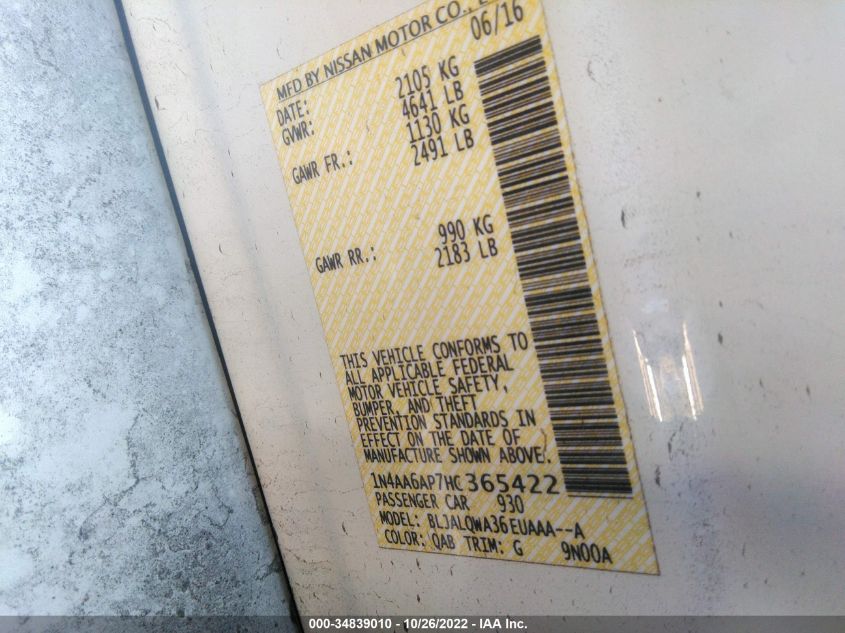 MFD BY NISSAN MOTOR CO.,
DATE: 06/16
GVWR: 2105 KG
4641 LB
GAWR FR.: 1130 KG
2491 LB
GAWR RR.: 990 KG
2183 LB
THIS VEHICLE CONFORMS TO
ALL APPLICABLE FEDERAL
MOTOR VEHICLE SAFETY,
BUMPER, AND THEFT
PREVENTION STANDARDS IN
EFFECT ON THE DATE OF
MANUFACTURE SHOWN ABOVE.
1N4AA6AP7HC365422
PASSENGER CAR 930
MODEL: BLJALQWA36EUAAA--A
COLOR: QAB TRIM: G 9N00A
000-34839010 - 10/26/2022 - IAA Inc.